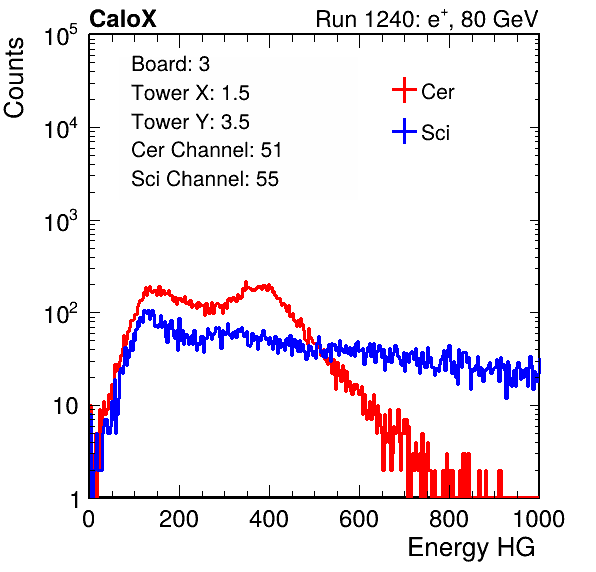 CaloX Run 1240: e⁺, 80 GeV
Counts
Board: 3
Tower X: 1.5
Tower Y: 3.5
Cer Channel: 51
Sci Channel: 55
Cer
Sci
10⁵
10⁴
10³
10²
10
1
0 200 400 600 800 1000
Energy HG